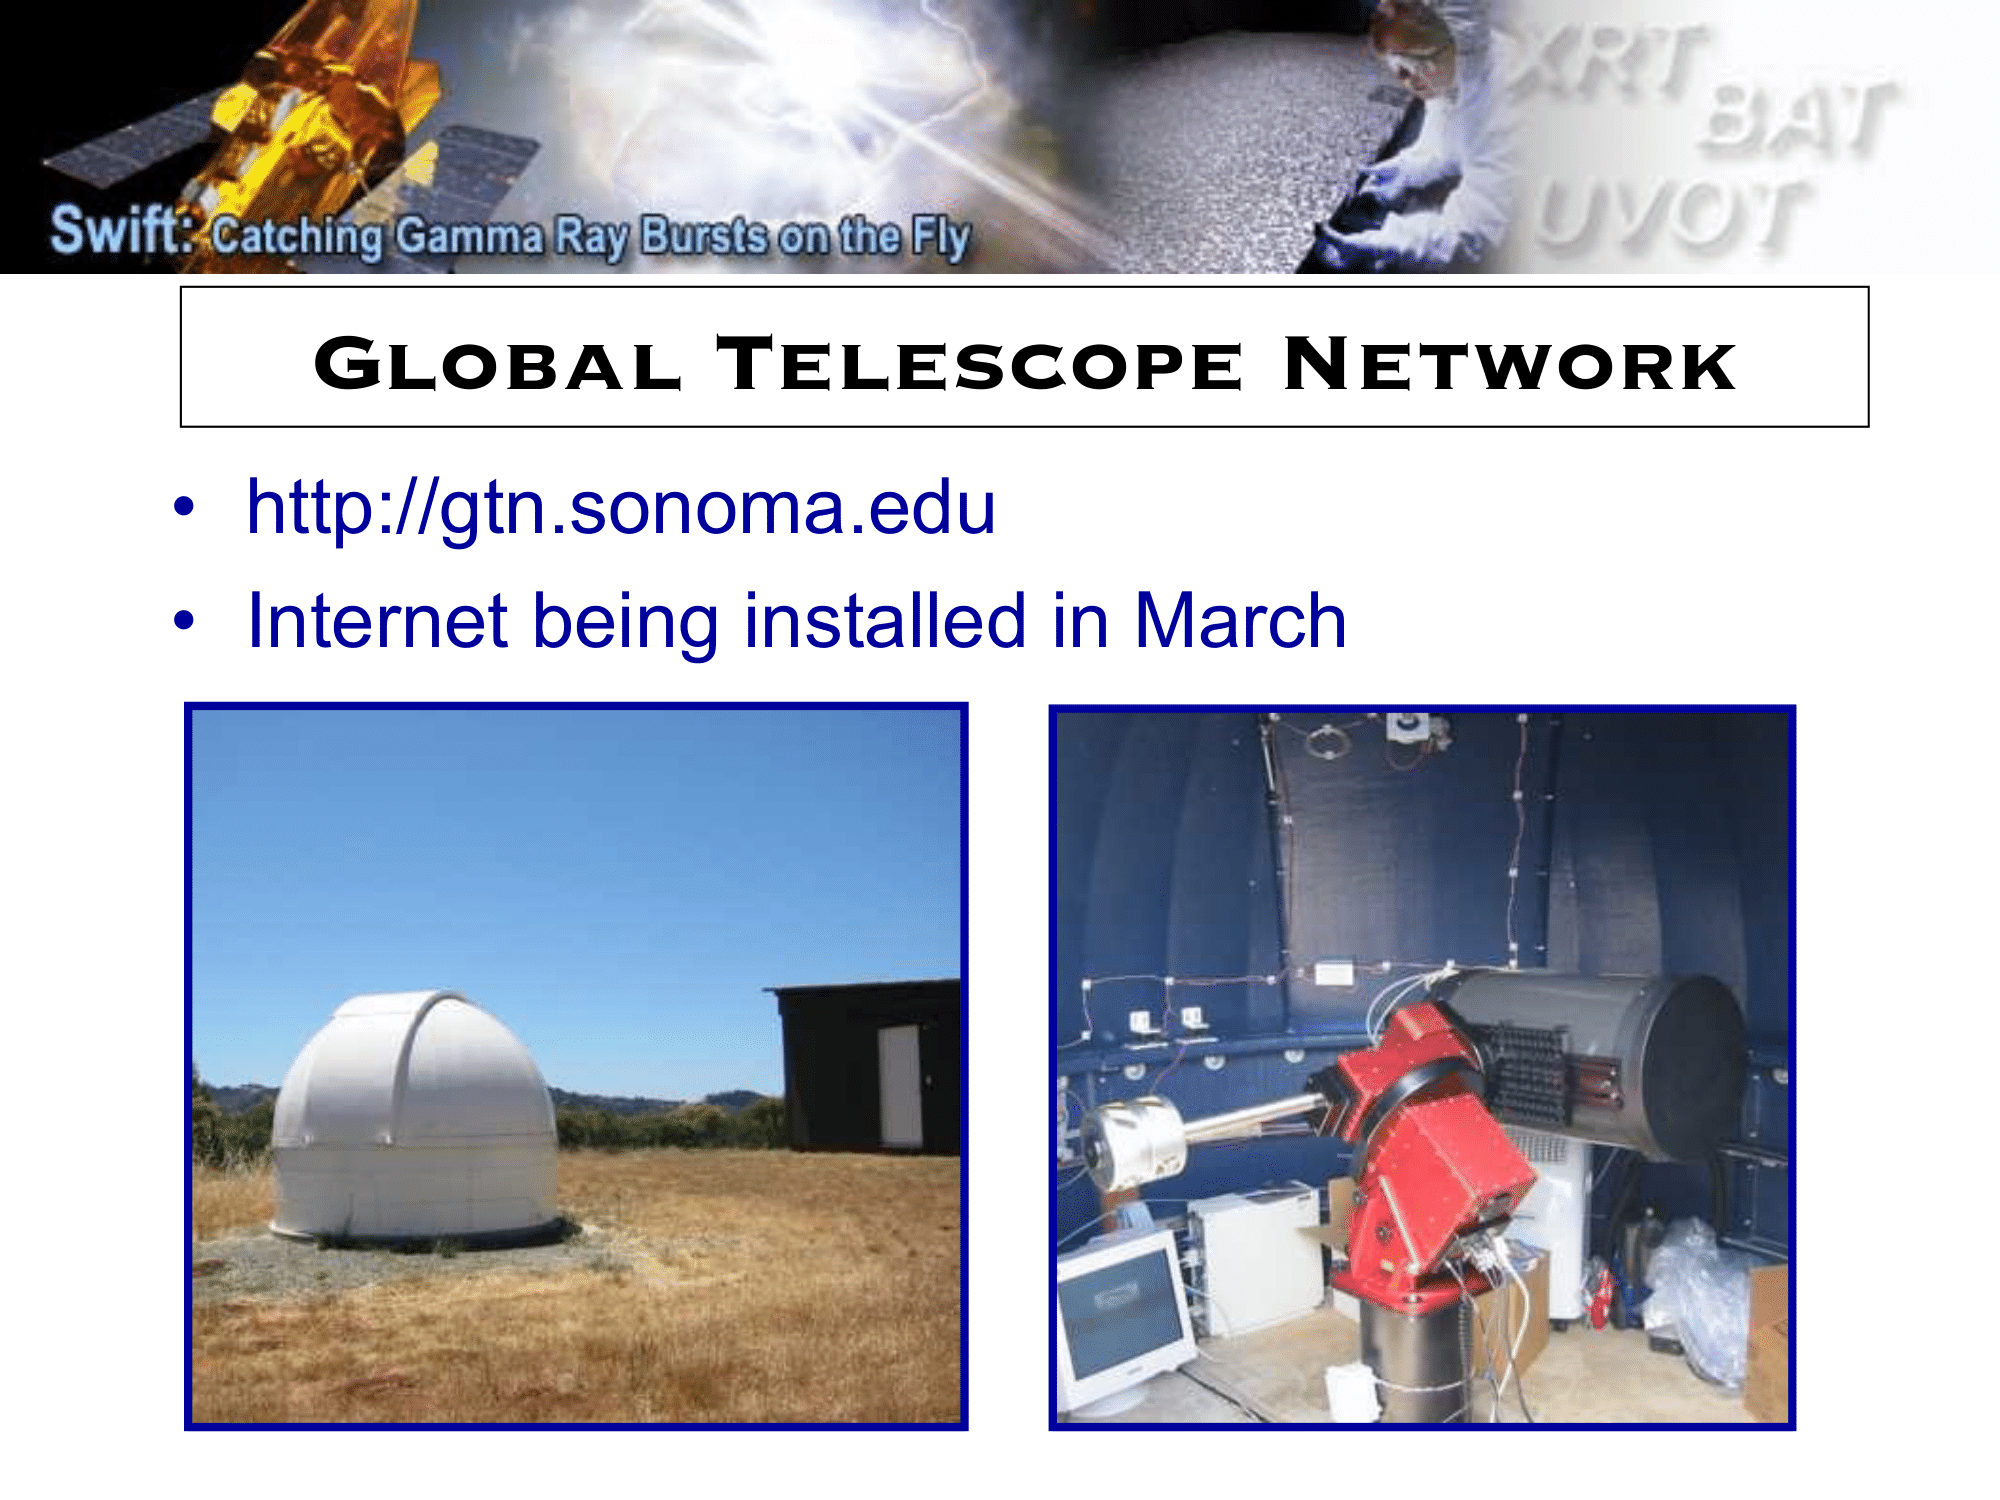 XRT
BAT
UVOT
Swift: Catching Gamma Ray Bursts on the Fly
Global Telescope Network
• http://gtn.sonoma.edu
• Internet being installed in March